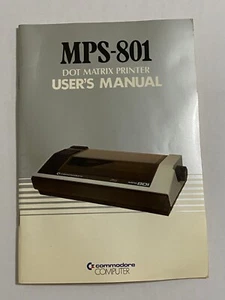 MPS-801
DOT MATRIX PRINTER
USER'S MANUAL
commodore
COMPUTER